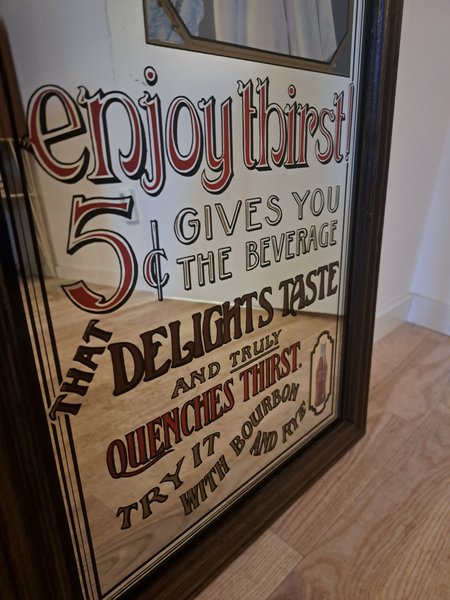 enjoy thirst!
5¢ GIVES YOU
THE BEVERAGE
THAT DELIGHTS TASTE
AND TRULY
QUENCHES THIRST.
TRY IT
WITH BOURBON
AND RYE